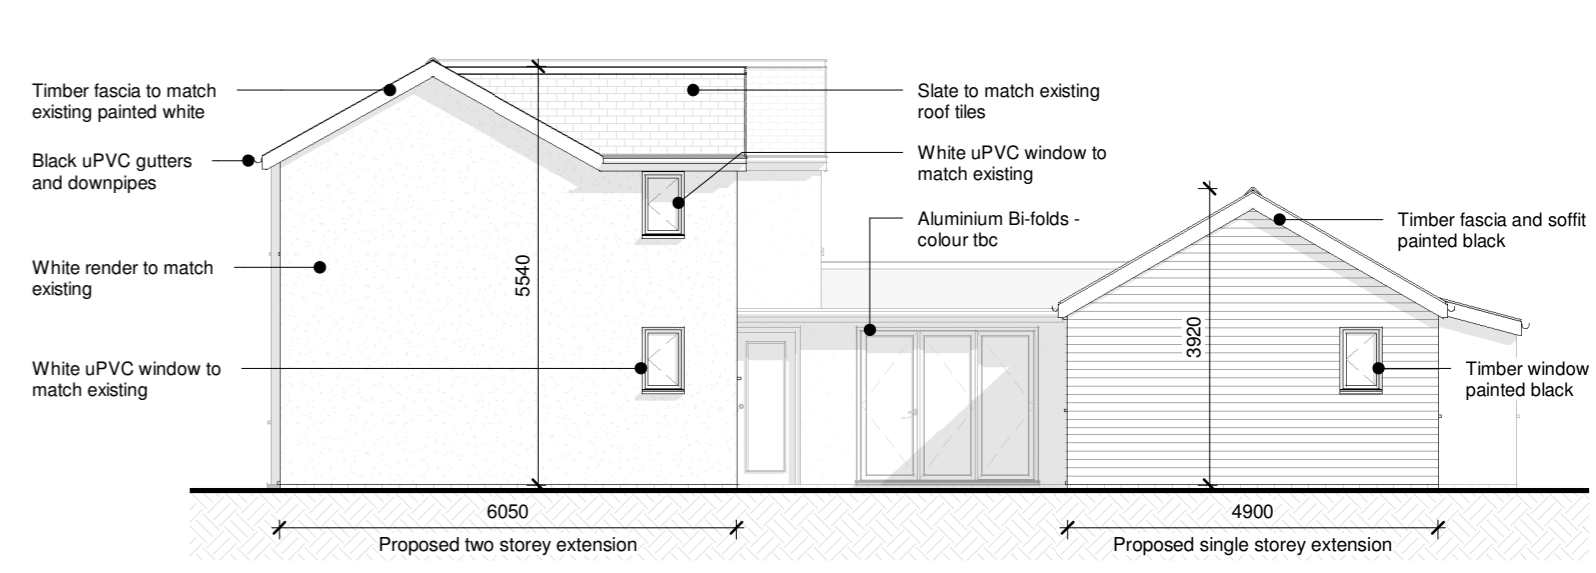 Timber fascia to match
existing painted white
Black uPVC gutters
and downpipes
White render to match
existing
White uPVC window to
match existing
Slate to match existing
roof tiles
White uPVC window to
match existing
Aluminium Bi-folds -
colour tbc
Timber fascia and soffit
painted black
Timber window
painted black
5540
3920
6050
Proposed two storey extension
4900
Proposed single storey extension